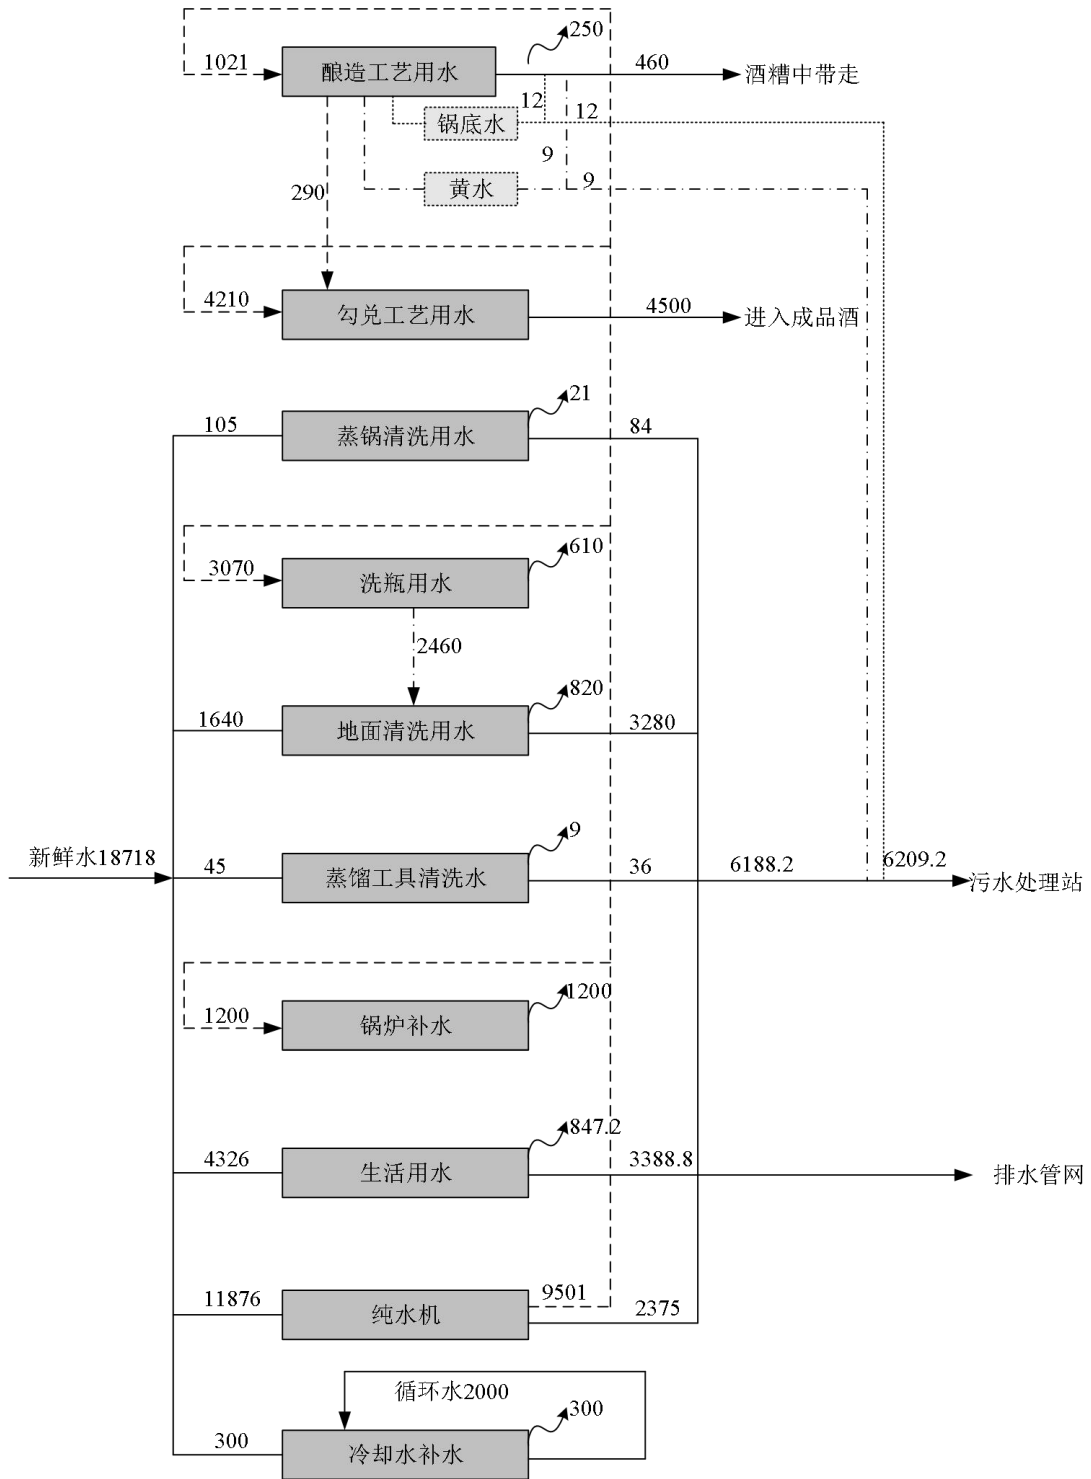 250
1021
酿造工艺用水
460
酒糟中带走
12
锅底水
12
9
黄水
9
290
4210
勾兑工艺用水
4500
进入成品酒
21
105
蒸锅清洗用水
84
610
3070
洗瓶用水
2460
820
1640
地面清洗用水
3280
9
新鲜水18718
45
蒸馏工具清洗水
36
6188.2
6209.2
污水处理站
1200
1200
锅炉补水
847.2
4326
生活用水
3388.8
排水管网
11876
纯水机
9501
2375
循环水2000
300
300
冷却水补水